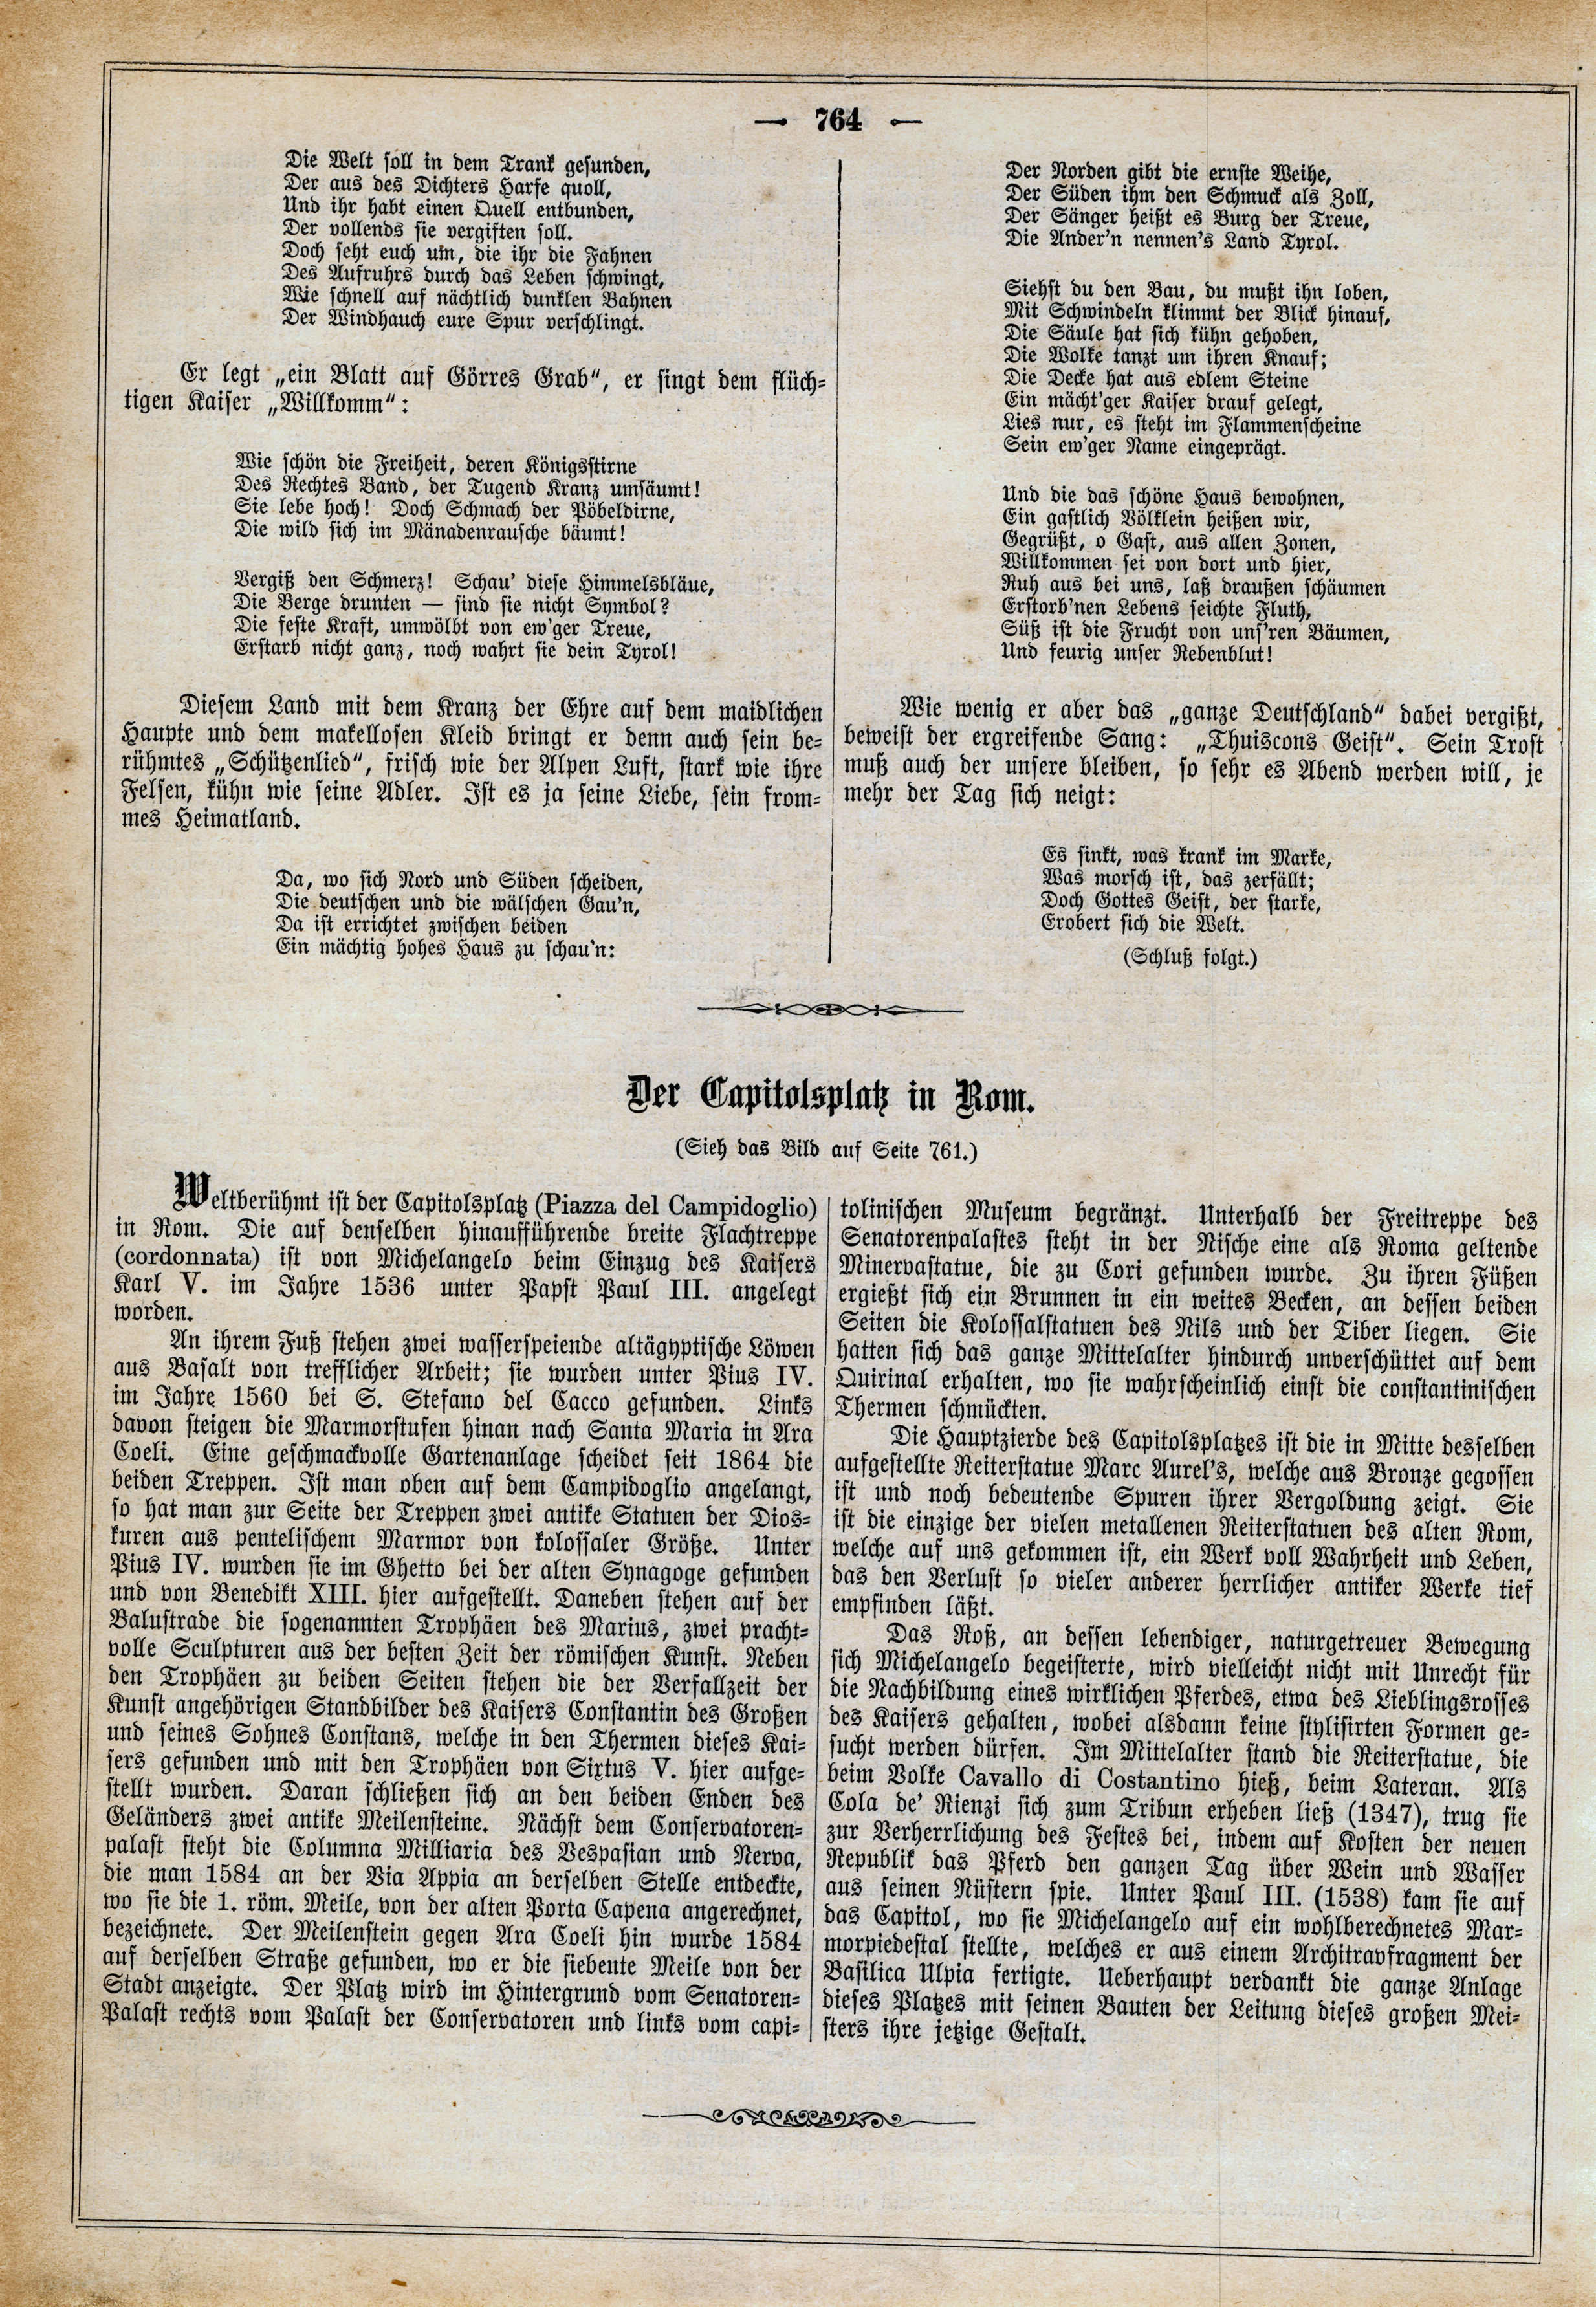 764
Die Welt soll in dem Trank gesunden,
Der aus des Dichters Harfe quoll,
Und ihr habt einen Quell entbunden,
Der vollends sie vergiften soll.
Doch seht euch um, die ihr die Fahnen
Des Aufruhrs durch das Leben schwingt,
Wie schnell auf nächtlich dunklen Bahnen
Der Windhauch eure Spur verschlingt.
Er legt „ein Blatt auf Görres Grab“, er singt dem flüch-
tigen Kaiser „Willkomm“:
Wie schön die Freiheit, deren Königsstirne
Des Rechtes Band, der Tugend Kranz umsäumt!
Sie lebe hoch! Doch Schmach der Pöbeldirne,
Die wild sich im Mänadenrausche bäumt!
Vergiß den Schmerz! Schau' diese Himmelsbläue,
Die Berge drunten — sind sie nicht Symbol?
Die feste Kraft, umwölbt von ew'ger Treue,
Erstarb nicht ganz, noch wahrt sie dein Tyrol!
Diesem Land mit dem Kranz der Ehre auf dem maidlichen
Haupte und dem makellosen Kleid bringt er denn auch sein be-
rühmtes „Schützenlied“, frisch wie der Alpen Luft, stark wie ihre
Felsen, kühn wie seine Adler. Ist es ja seine Liebe, sein from-
mes Heimatland.
Da, wo sich Nord und Süden scheiden,
Die deutschen und die wälschen Gau'n,
Da ist errichtet zwischen beiden
Ein mächtig hohes Haus zu schau'n:
Der Norden gibt die ernste Weihe,
Der Süden ihm den Schmuck als Zoll,
Der Sänger heißt es Burg der Treue,
Die Ander'n nennen's Land Tyrol.
Siehst du den Bau, du mußt ihn loben,
Mit Schwindeln klimmt der Blick hinauf,
Die Säule hat sich kühn gehoben,
Die Wolke tanzt um ihren Knauf;
Die Decke hat aus edlem Steine
Ein mächt'ger Kaiser drauf gelegt,
Lies nur, es steht im Flammenscheine
Sein ew'ger Name eingeprägt.
Und die das schöne Haus bewohnen,
Ein gastlich Völklein heißen wir,
Gegrüßt, o Gast, aus allen Zonen,
Willkommen sei von dort und hier,
Ruh aus bei uns, laß draußen schäumen
Erstorb'nen Lebens seichte Fluth,
Süß ist die Frucht von uns'ren Bäumen,
Und feurig unser Rebenblut!
Wie wenig er aber das „ganze Deutschland“ dabei vergißt,
beweist der ergreifende Sang: „Thuiscons Geist“. Sein Trost
muß auch der unsere bleiben, so sehr es Abend werden will, je
mehr der Tag sich neigt:
Es sinkt, was krank im Marke,
Was morsch ist, das zerfällt;
Doch Gottes Geist, der starke,
Erobert sich die Welt.
(Schluß folgt.)
Der Capitolsplatz in Rom.
(Sieh das Bild auf Seite 761.)
Weltberühmt ist der Capitolsplatz (Piazza del Campidoglio)
in Rom. Die auf denselben hinaufführende breite Flachtreppe
(cordonnata) ist von Michelangelo beim Einzug des Kaisers
Karl V. im Jahre 1536 unter Papst Paul III. angelegt
worden.
An ihrem Fuß stehen zwei wasserspeiende altägyptische Löwen
aus Basalt von trefflicher Arbeit; sie wurden unter Pius IV.
im Jahre 1560 bei S. Stefano del Cacco gefunden. Links
davon steigen die Marmorstufen hinan nach Santa Maria in Ara
Coeli. Eine geschmackvolle Gartenanlage scheidet seit 1864 die
beiden Treppen. Ist man oben auf dem Campidoglio angelangt,
so hat man zur Seite der Treppen zwei antike Statuen der Dios-
kuren aus pentelischem Marmor von kolossaler Größe. Unter
Pius IV. wurden sie im Ghetto bei der alten Synagoge gefunden
und von Benedikt XIII. hier aufgestellt. Daneben stehen auf der
Balustrade die sogenannten Trophäen des Marius, zwei pracht-
volle Sculpturen aus der besten Zeit der römischen Kunst. Neben
den Trophäen zu beiden Seiten stehen die der Verfallzeit der
Kunst angehörigen Standbilder des Kaisers Constantin des Großen
und seines Sohnes Constans, welche in den Thermen dieses Kai-
sers gefunden und mit den Trophäen von Sixtus V. hier aufge-
stellt wurden. Daran schließen sich an den beiden Enden des
Geländers zwei antike Meilensteine. Nächst dem Conservatoren-
palast steht die Columna Milliaria des Vespasian und Nerva,
die man 1584 an der Via Appia an derselben Stelle entdeckte,
wo sie die 1. röm. Meile, von der alten Porta Capena angerechnet,
bezeichnete. Der Meilenstein gegen Ara Coeli hin wurde 1584
auf derselben Straße gefunden, wo er die siebente Meile von der
Stadt anzeigte. Der Platz wird im Hintergrund vom Senatoren-
Palast rechts vom Palast der Conservatoren und links vom capi-
tolinischen Museum begränzt. Unterhalb der Freitreppe des
Senatorenpalastes steht in der Nische eine als Roma geltende
Minervastatue, die zu Cori gefunden wurde. Zu ihren Füßen
ergießt sich ein Brunnen in ein weites Becken, an dessen beiden
Seiten die Kolossalstatuen des Nils und der Tiber liegen. Sie
hatten sich das ganze Mittelalter hindurch unverschüttet auf dem
Quirinal erhalten, wo sie wahrscheinlich einst die constantinischen
Thermen schmückten.
Die Hauptzierde des Capitolsplatzes ist die in Mitte desselben
aufgestellte Reiterstatue Marc Aurel's, welche aus Bronze gegossen
ist und noch bedeutende Spuren ihrer Vergoldung zeigt. Sie
ist die einzige der vielen metallenen Reiterstatuen des alten Rom,
welche auf uns gekommen ist, ein Werk voll Wahrheit und Leben,
das den Verlust so vieler anderer herrlicher antiker Werke tief
empfinden läßt.
Das Roß, an dessen lebendiger, naturgetreuer Bewegung
sich Michelangelo begeisterte, wird vielleicht nicht mit Unrecht für
die Nachbildung eines wirklichen Pferdes, etwa des Lieblingsrosses
des Kaisers gehalten, wobei alsdann keine stylisirten Formen ge-
sucht werden dürfen. Im Mittelalter stand die Reiterstatue, die
beim Volke Cavallo di Costantino hieß, beim Lateran. Als
Cola de' Rienzi sich zum Tribun erheben ließ (1347), trug sie
zur Verherrlichung des Festes bei, indem auf Kosten der neuen
Republik das Pferd den ganzen Tag über Wein und Wasser
aus seinen Nüstern spie. Unter Paul III. (1538) kam sie auf
das Capitol, wo sie Michelangelo auf ein wohlberechnetes Mar-
morpiedestal stellte, welches er aus einem Architravfragment der
Basilica Ulpia fertigte. Ueberhaupt verdankt die ganze Anlage
dieses Platzes mit seinen Bauten der Leitung dieses großen Mei-
sters ihre jetzige Gestalt.